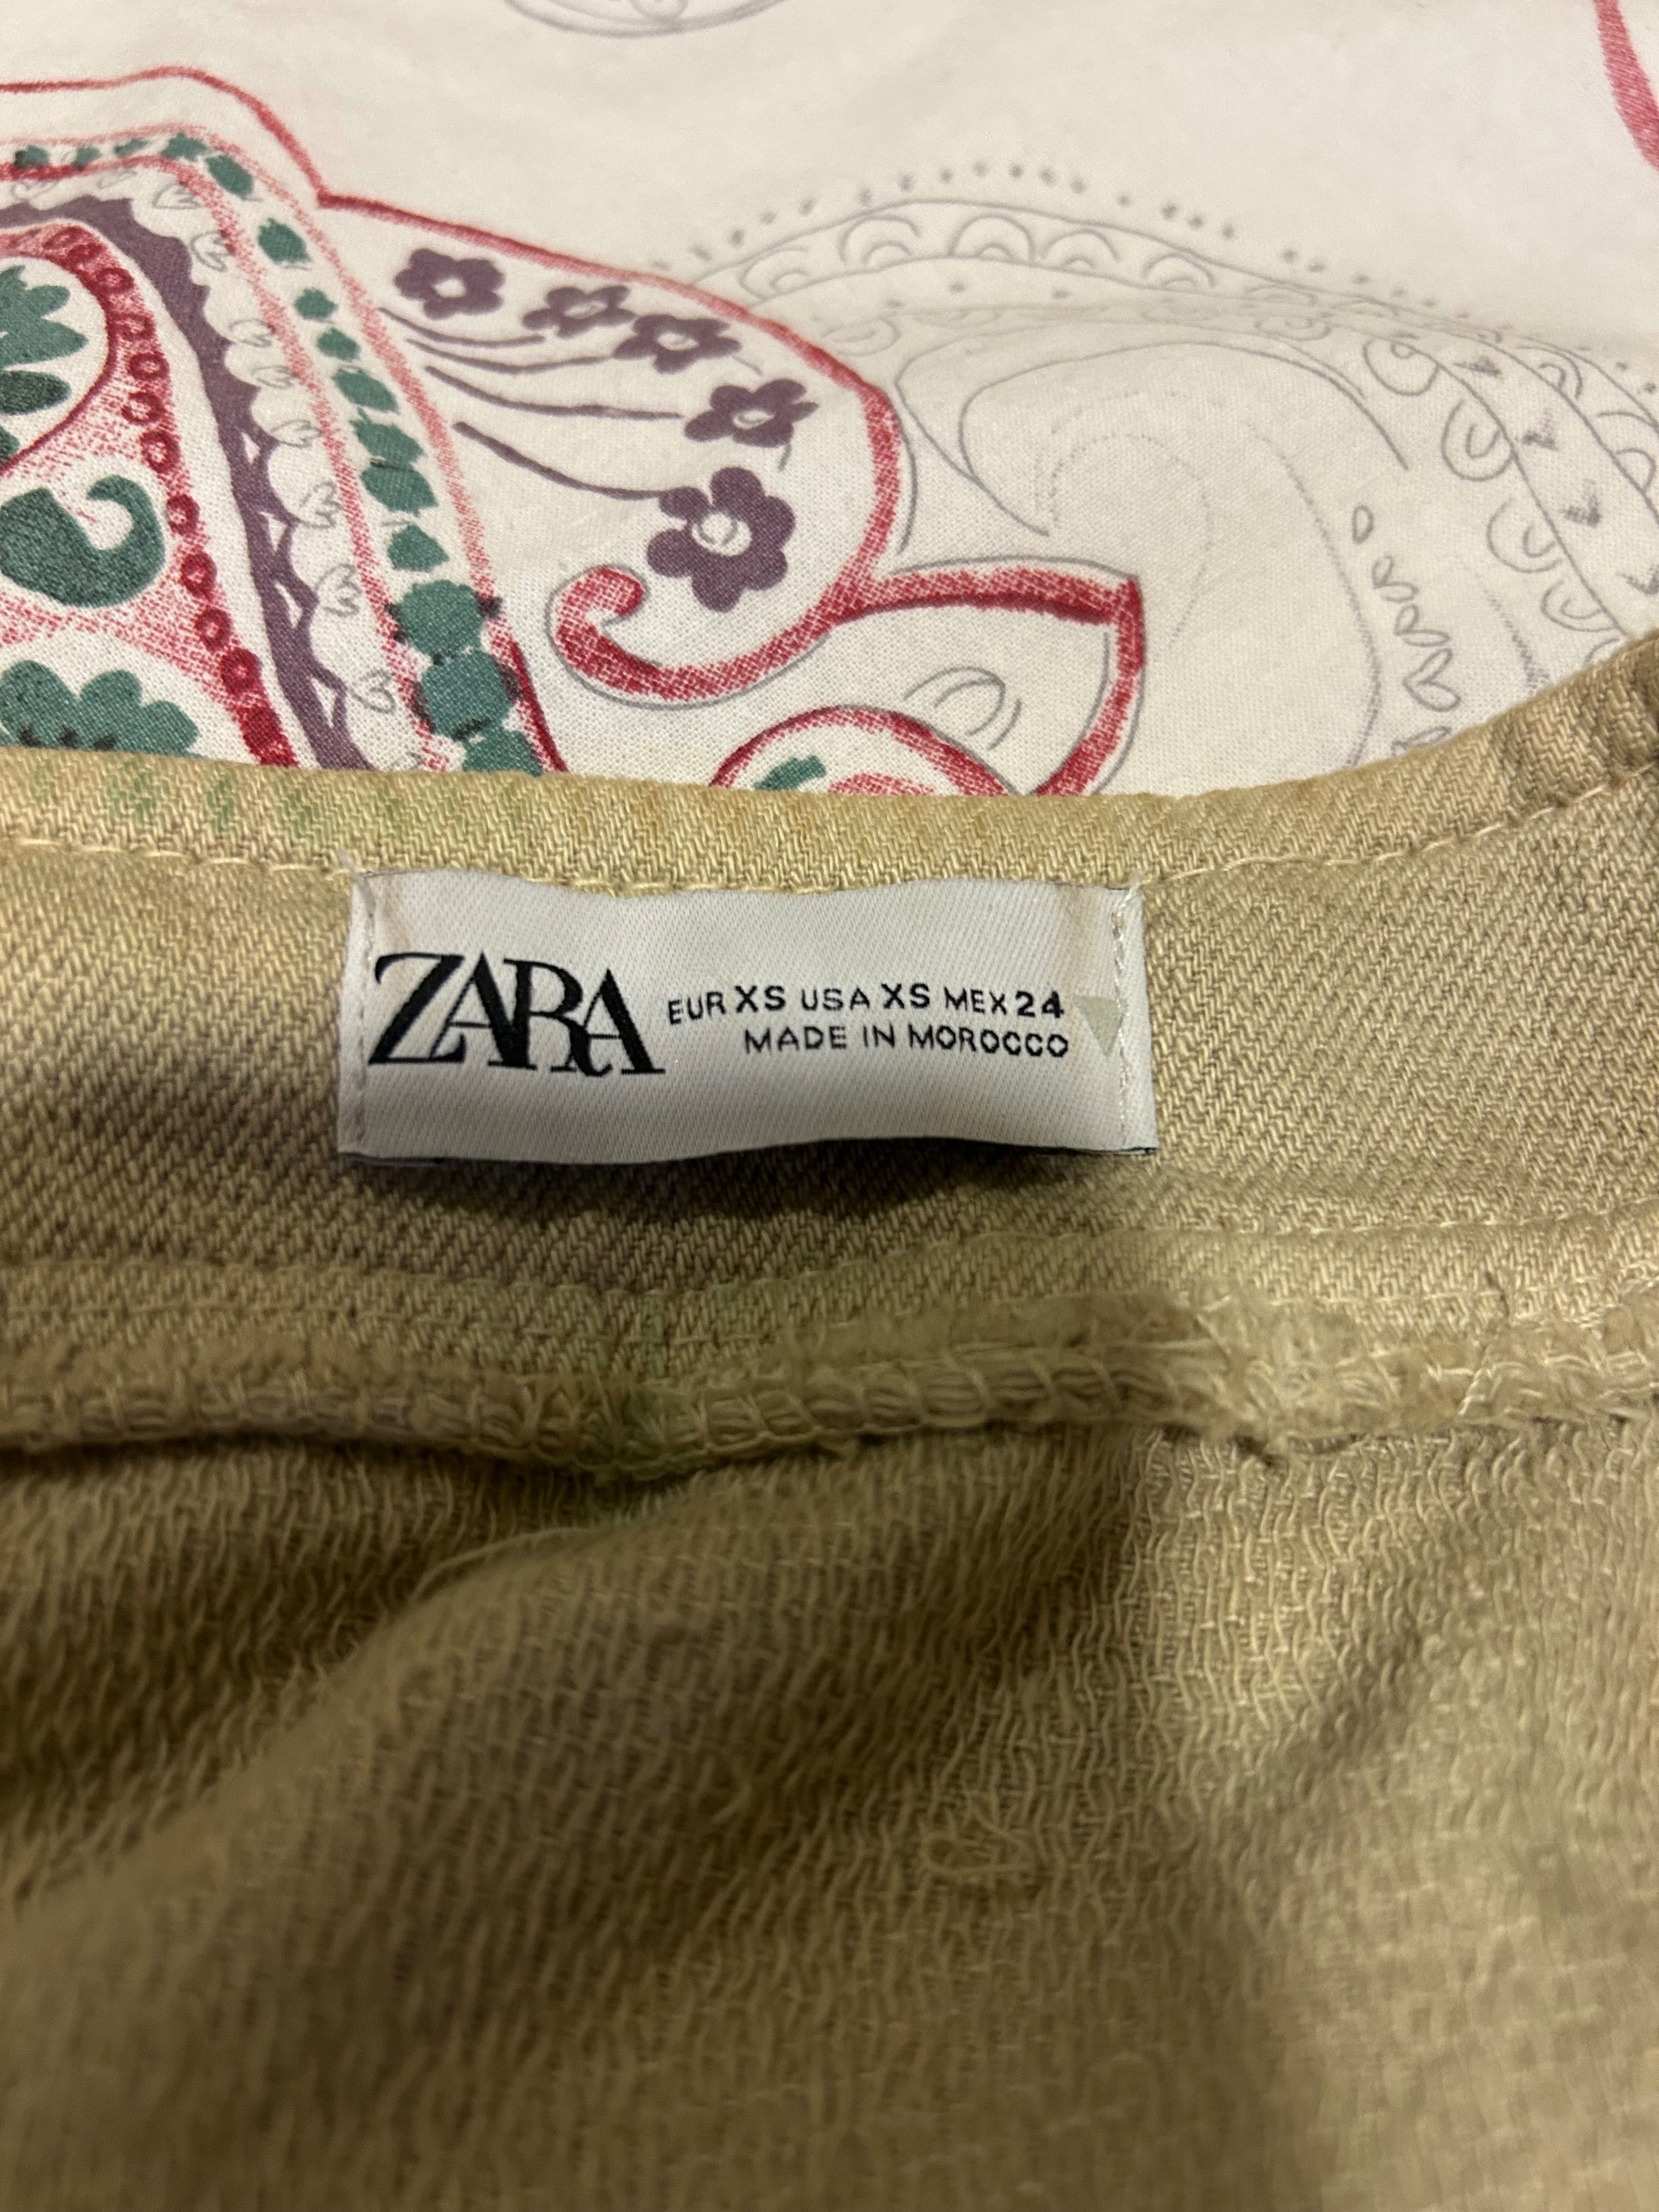 ZARA
EUR XS USA XS MEX 24
MADE IN MOROCCO